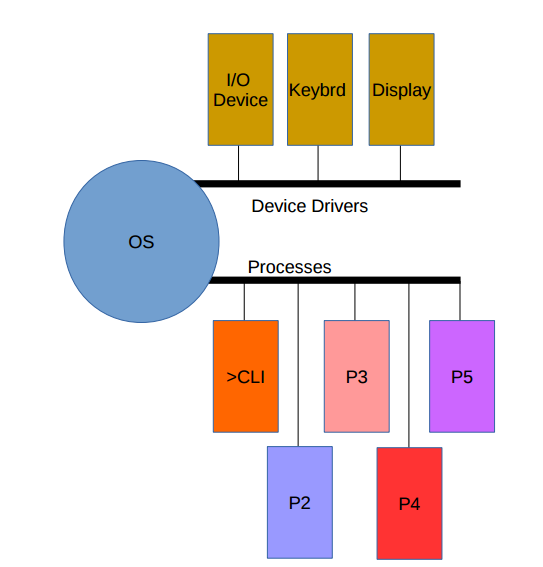 I/O
Device
Keybrd
Display
Device Drivers
OS
Processes
>CLI
P3
P5
P2
P4